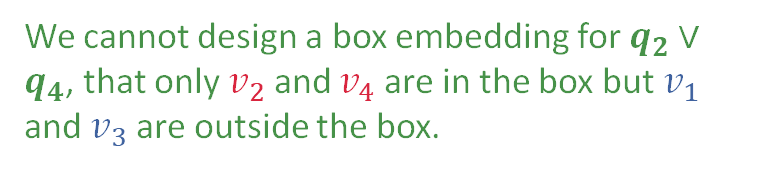 We cannot design a box embedding for q₂ ∨
q₄, that only v₂ and v₄ are in the box but v₁
and v₃ are outside the box.